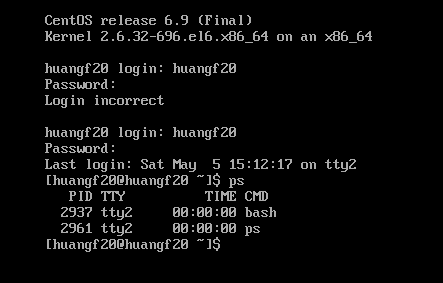 CentOS release 6.9 (Final)
Kernel 2.6.32-696.el6.x86_64 on an x86_64
huangf20 login: huangf20
Password:
Login incorrect
huangf20 login: huangf20
Password:
Last login: Sat May  5 15:12:17 on tty2
[huangf20@huangf20 ~]$ ps
  PID TTY          TIME CMD
 2937 tty2     00:00:00 bash
 2961 tty2     00:00:00 ps
[huangf20@huangf20 ~]$